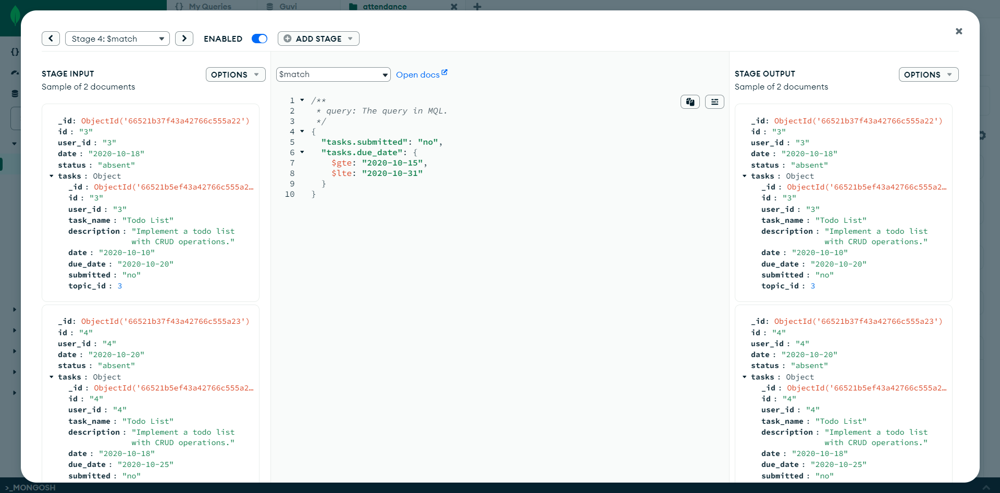 {} My Queries
Guvi
attendance
Stage 4: $match
ENABLED
ADD STAGE
STAGE INPUT
OPTIONS
Sample of 2 documents
_id: ObjectId('66521b37f43a42766c555a22')
id : "3"
user_id : "3"
date : "2020-10-18"
status : "absent"
tasks : Object
_id : ObjectId('66521b5ef43a42766c555a2…
id : "3"
user_id : "3"
task_name : "Todo List"
description : "Implement a todo list
with CRUD operations."
date : "2020-10-10"
due_date : "2020-10-20"
submitted : "no"
topic_id : 3
_id: ObjectId('66521b37f43a42766c555a23')
id : "4"
user_id : "4"
date : "2020-10-20"
status : "absent"
tasks : Object
_id : ObjectId('66521b5ef43a42766c555a2…
id : "4"
user_id : "4"
task_name : "Todo List"
description : "Implement a todo list
with CRUD operations."
date : "2020-10-18"
due_date : "2020-10-25"
submitted : "no"
$match
Open docs
1 /**
2 * query: The query in MQL.
3 */
4 {
5 "tasks.submitted": "no",
6 "tasks.due_date": {
7 $gte: "2020-10-15",
8 $lte: "2020-10-31"
9 }
10 }
STAGE OUTPUT
OPTIONS
Sample of 2 documents
_id: ObjectId('66521b37f43a42766c555a22')
id : "3"
user_id : "3"
date : "2020-10-18"
status : "absent"
tasks : Object
_id : ObjectId('66521b5ef43a42766c555a2…
id : "3"
user_id : "3"
task_name : "Todo List"
description : "Implement a todo list
with CRUD operations."
date : "2020-10-10"
due_date : "2020-10-20"
submitted : "no"
topic_id : 3
_id: ObjectId('66521b37f43a42766c555a23')
id : "4"
user_id : "4"
date : "2020-10-20"
status : "absent"
tasks : Object
_id : ObjectId('66521b5ef43a42766c555a2…
id : "4"
user_id : "4"
task_name : "Todo List"
description : "Implement a todo list
with CRUD operations."
date : "2020-10-18"
due_date : "2020-10-25"
submitted : "no"
>_MONGOSH